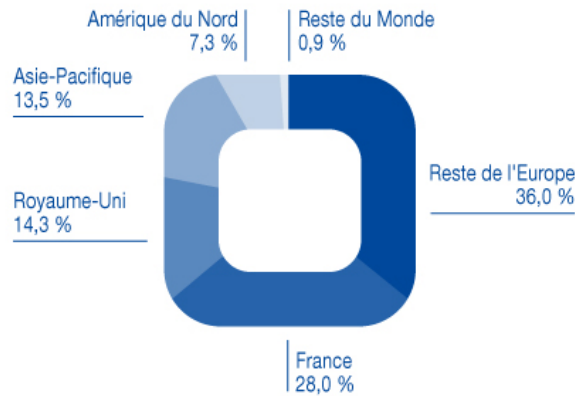 Amérique du Nord
7,3 %
Reste du Monde
0,9 %
Asie-Pacifique
13,5 %
Reste de l'Europe
36,0 %
Royaume-Uni
14,3 %
France
28,0 %